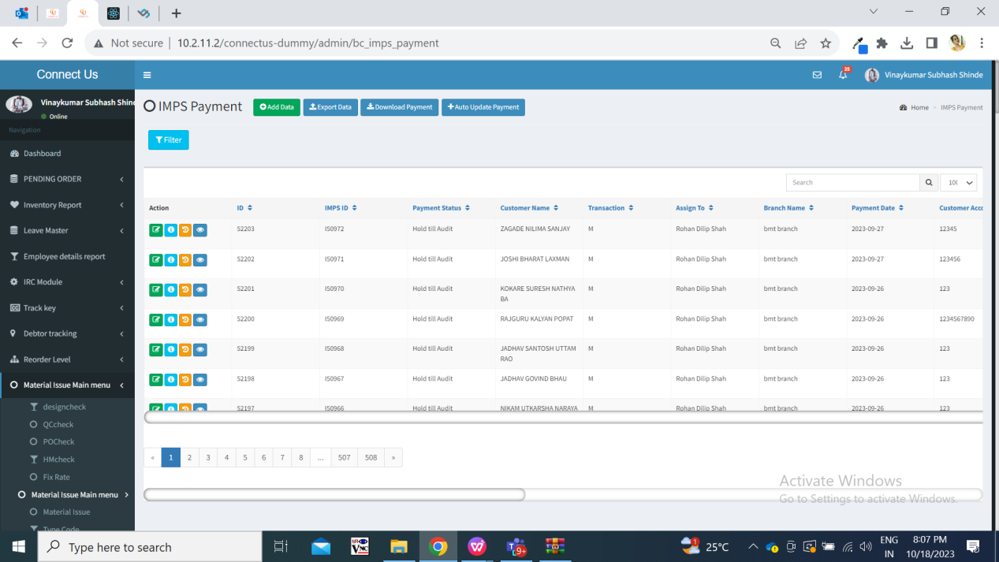 Not secure | 10.2.11.2/connectus-dummy/admin/bc_imps_payment
Connect Us
25
Vinaykumar Subhash Shinde
Vinaykumar Subhash Shin
Online
IMPS Payment
Add Data
Export Data
Download Payment
Auto Update Payment
Home > IMPS Payment
Navigation
Filter
Dashboard
PENDING ORDER
Inventory Report
Leave Master
Employee details report
IRC Module
Track key
Debtor tracking
Reorder Level
Material Issue Main menu
designcheck
QCcheck
POCheck
HMcheck
Fix Rate
Material Issue Main menu
Material Issue
Type Code
Search
Action ID IMPS ID Payment Status Customer Name Transaction Assign To Branch Name Payment Date Customer Acco
52203 I50972 Hold till Audit ZAGADE NILIMA SANJAY M Rohan Dilip Shah bmt branch 2023-09-27 12345
52202 I50971 Hold till Audit JOSHI BHARAT LAXMAN M Rohan Dilip Shah bmt branch 2023-09-27 123456
52201 I50970 Hold till Audit KOKARE SURESH NATHYA M Rohan Dilip Shah bmt branch 2023-09-26 123
BA
52200 I50969 Hold till Audit RAJGURU KALYAN POPAT M Rohan Dilip Shah bmt branch 2023-09-26 1234567890
52199 I50968 Hold till Audit JADHAV SANTOSH UTTAM M Rohan Dilip Shah bmt branch 2023-09-26 123
RAO
52198 I50967 Hold till Audit JADHAV GOVIND BHAU M Rohan Dilip Shah bmt branch 2023-09-26 123
52197 I50966 Hold till Audit NIKAM UTKARSHA NARAYA M Rohan Dilip Shah bmt branch 2023-09-26 123
« 1 2 3 4 5 6 7 8 ... 507 508 »
Activate Windows
Go to Settings to activate Windows.
Type here to search
9+
1
25°C
ENG
IN
8:07 PM
10/18/2023